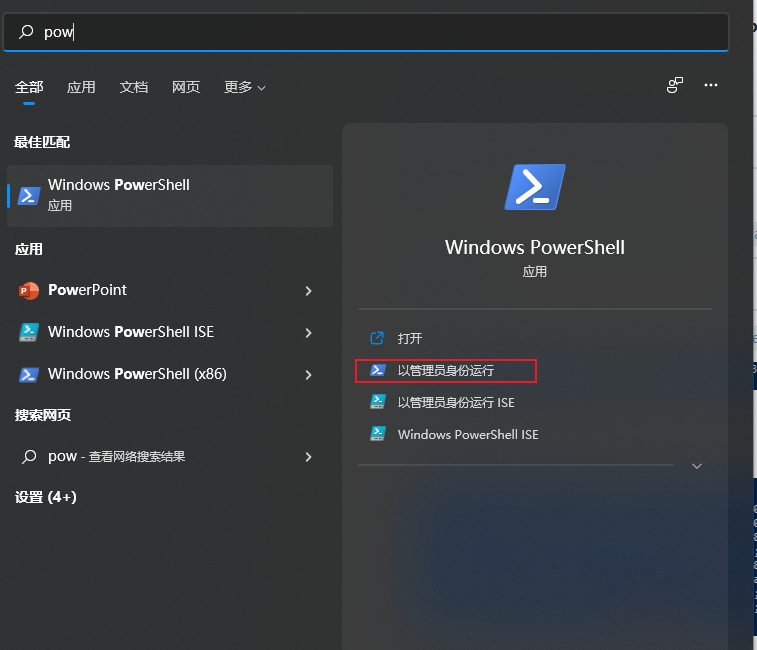 pow
全部 应用 文档 网页 更多
最佳匹配
Windows PowerShell
应用
应用
PowerPoint
Windows PowerShell ISE
Windows PowerShell (x86)
搜索网页
pow - 查看网络搜索结果
设置 (4+)
Windows PowerShell
应用
打开
以管理员身份运行
以管理员身份运行 ISE
Windows PowerShell ISE